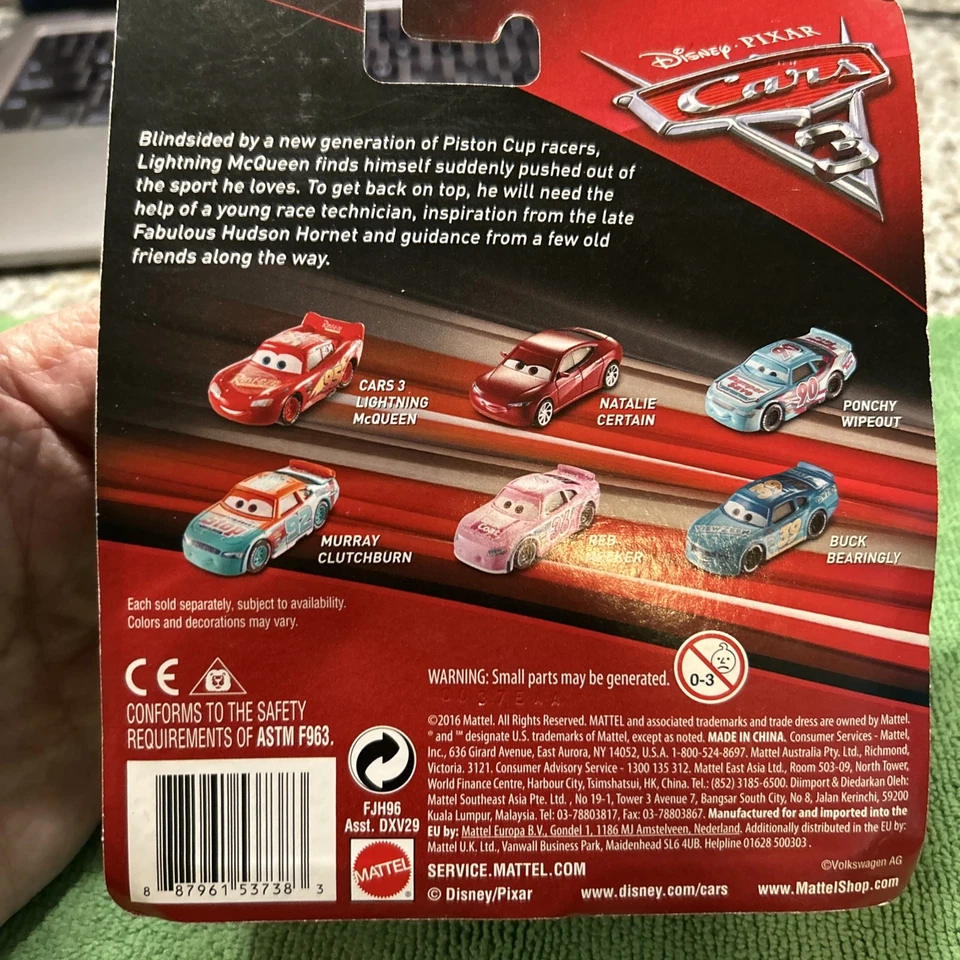 Disney·PIXAR
Cars
3
Blindsided by a new generation of Piston Cup racers,
Lightning McQueen finds himself suddenly pushed out of
the sport he loves. To get back on top, he will need the
help of a young race technician, inspiration from the late
Fabulous Hudson Hornet and guidance from a few old
friends along the way.
95
CARS 3
LIGHTNING
McQUEEN
NATALIE
CERTAIN
90
PONCHY
WIPEOUT
92
MURRAY
CLUTCHBURN
BUCK
BEARINGLY
39
Each sold separately, subject to availability.
Colors and decorations may vary.
CE
CONFORMS TO THE SAFETY
REQUIREMENTS OF ASTM F963.
WARNING: Small parts may be generated.
0-3
©2016 Mattel. All Rights Reserved. MATTEL and associated trademarks and trade dress are owned by Mattel.
® and ™ designate U.S. trademarks of Mattel, except as noted. MADE IN CHINA. Consumer Services - Mattel,
Inc., 636 Girard Avenue, East Aurora, NY 14052, U.S.A. 1-800-524-8697. Mattel Australia Pty. Ltd., Richmond,
Victoria. 3121. Consumer Advisory Service - 1300 135 312. Mattel East Asia Ltd., Room 503-09, North Tower,
World Finance Centre, Harbour City, Tsimshatsui, HK, China. Tel.: (852) 3185-6500. Diimport & Diedarkan Oleh:
Mattel Southeast Asia Pte. Ltd. , No 19-1, Tower 3 Avenue 7, Bangsar South City, No 8, Jalan Kerinchi, 59200
Kuala Lumpur, Malaysia. Tel: 03-78803817, Fax: 03-78803867. Manufactured for and imported into the
EU by: Mattel Europa B.V., Gondel 1, 1186 MJ Amstelveen, Nederland. Additionally distributed in the EU by:
Mattel U.K. Ltd., Vanwall Business Park, Maidenhead SL6 4UB. Helpline 01628 500303 .
FJH96
Asst. DXV29
MATTEL
8 87961 53738 3
SERVICE.MATTEL.COM
©Volkswagen AG
© Disney/Pixar
www.disney.com/cars
www.MattelShop.com